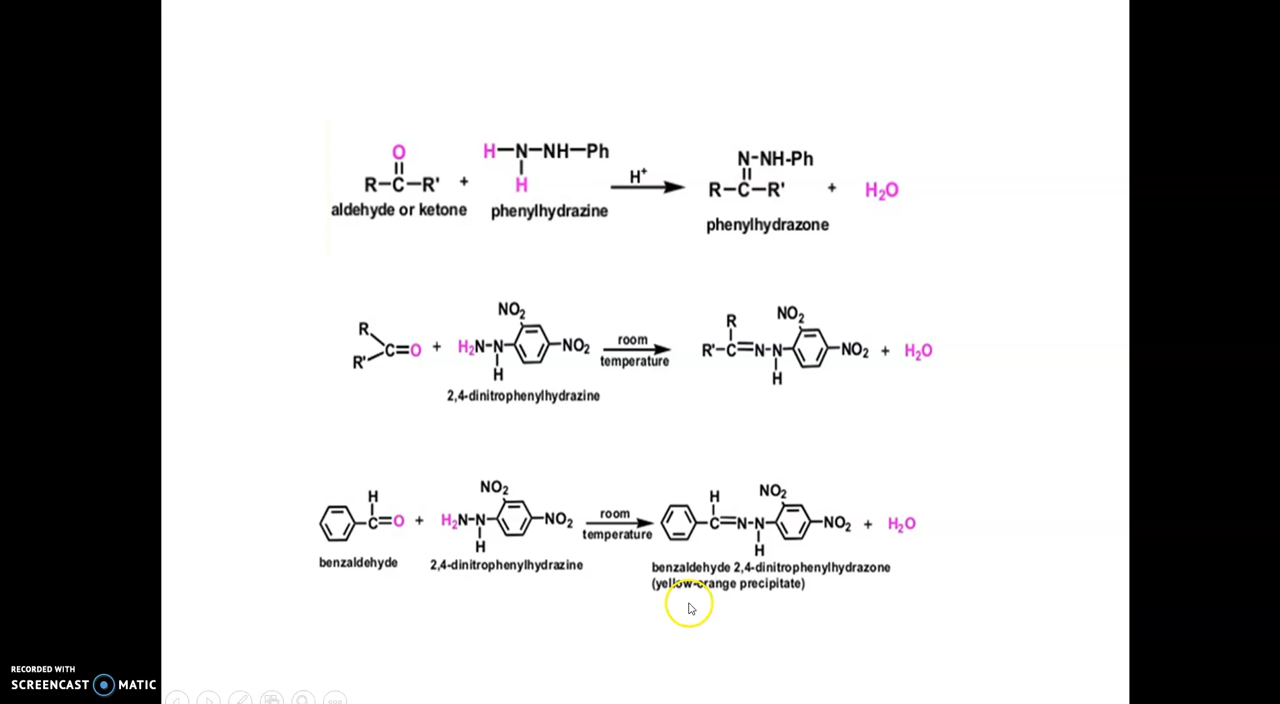 O
H–N–NH–Ph
N-NH-Ph
R–C–R' + H H⁺ R–C–R' + H₂O
aldehyde or ketone phenylhydrazine
phenylhydrazone
NO₂ NO₂
R R
C=O + H₂N-N NO₂ room R'-C=N-N NO₂ + H₂O
R' temperature
H H
2,4-dinitrophenylhydrazine
NO₂ NO₂
H H
C=O + H₂N-N NO₂ room C=N-N NO₂ + H₂O
temperature
H H
benzaldehyde 2,4-dinitrophenylhydrazine benzaldehyde 2,4-dinitrophenylhydrazone
(yellow-orange precipitate)
RECORDED WITH
SCREENCAST MATIC